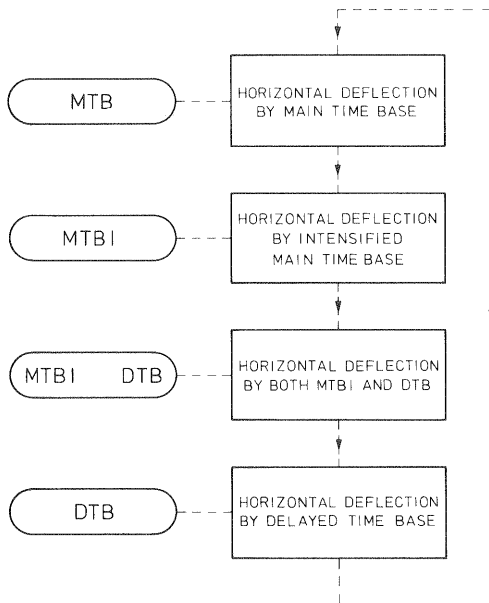 MTB
HORIZONTAL DEFLECTION
BY MAIN TIME BASE
MTBI
HORIZONTAL DEFLECTION
BY INTENSIFIED
MAIN TIME BASE
MTBI DTB
HORIZONTAL DEFLECTION
BY BOTH MTBI AND DTB
DTB
HORIZONTAL DEFLECTION
BY DELAYED TIME BASE